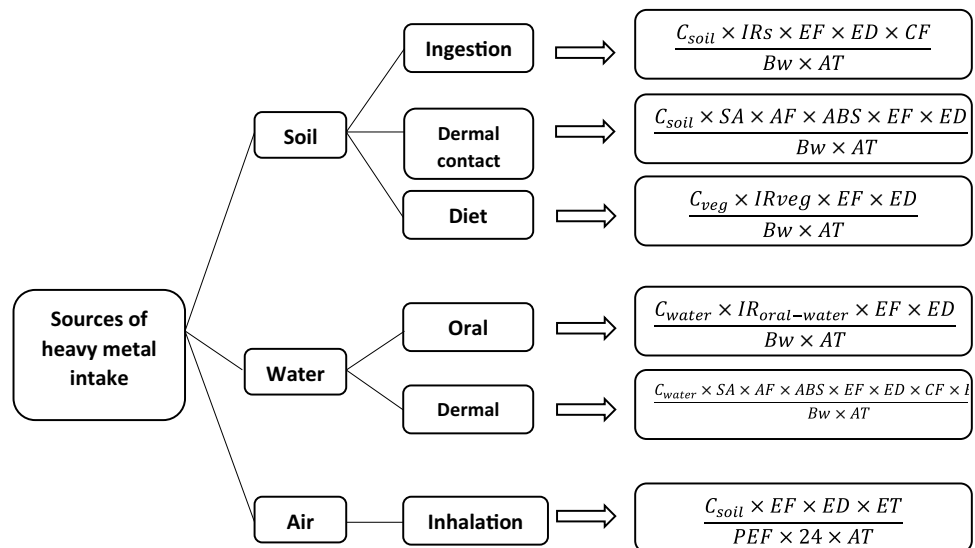 Sources of
heavy metal
intake
Soil
Ingestion
C_soil × IRs × EF × ED × CF
Bw × AT
Dermal
contact
C_soil × SA × AF × ABS × EF × ED
Bw × AT
Diet
C_veg × IRveg × EF × ED
Bw × AT
Water
Oral
C_water × IR_oral−water × EF × ED
Bw × AT
Dermal
C_water × SA × AF × ABS × EF × ED × CF ×
Bw × AT
Air
Inhalation
C_soil × EF × ED × ET
PEF × 24 × AT